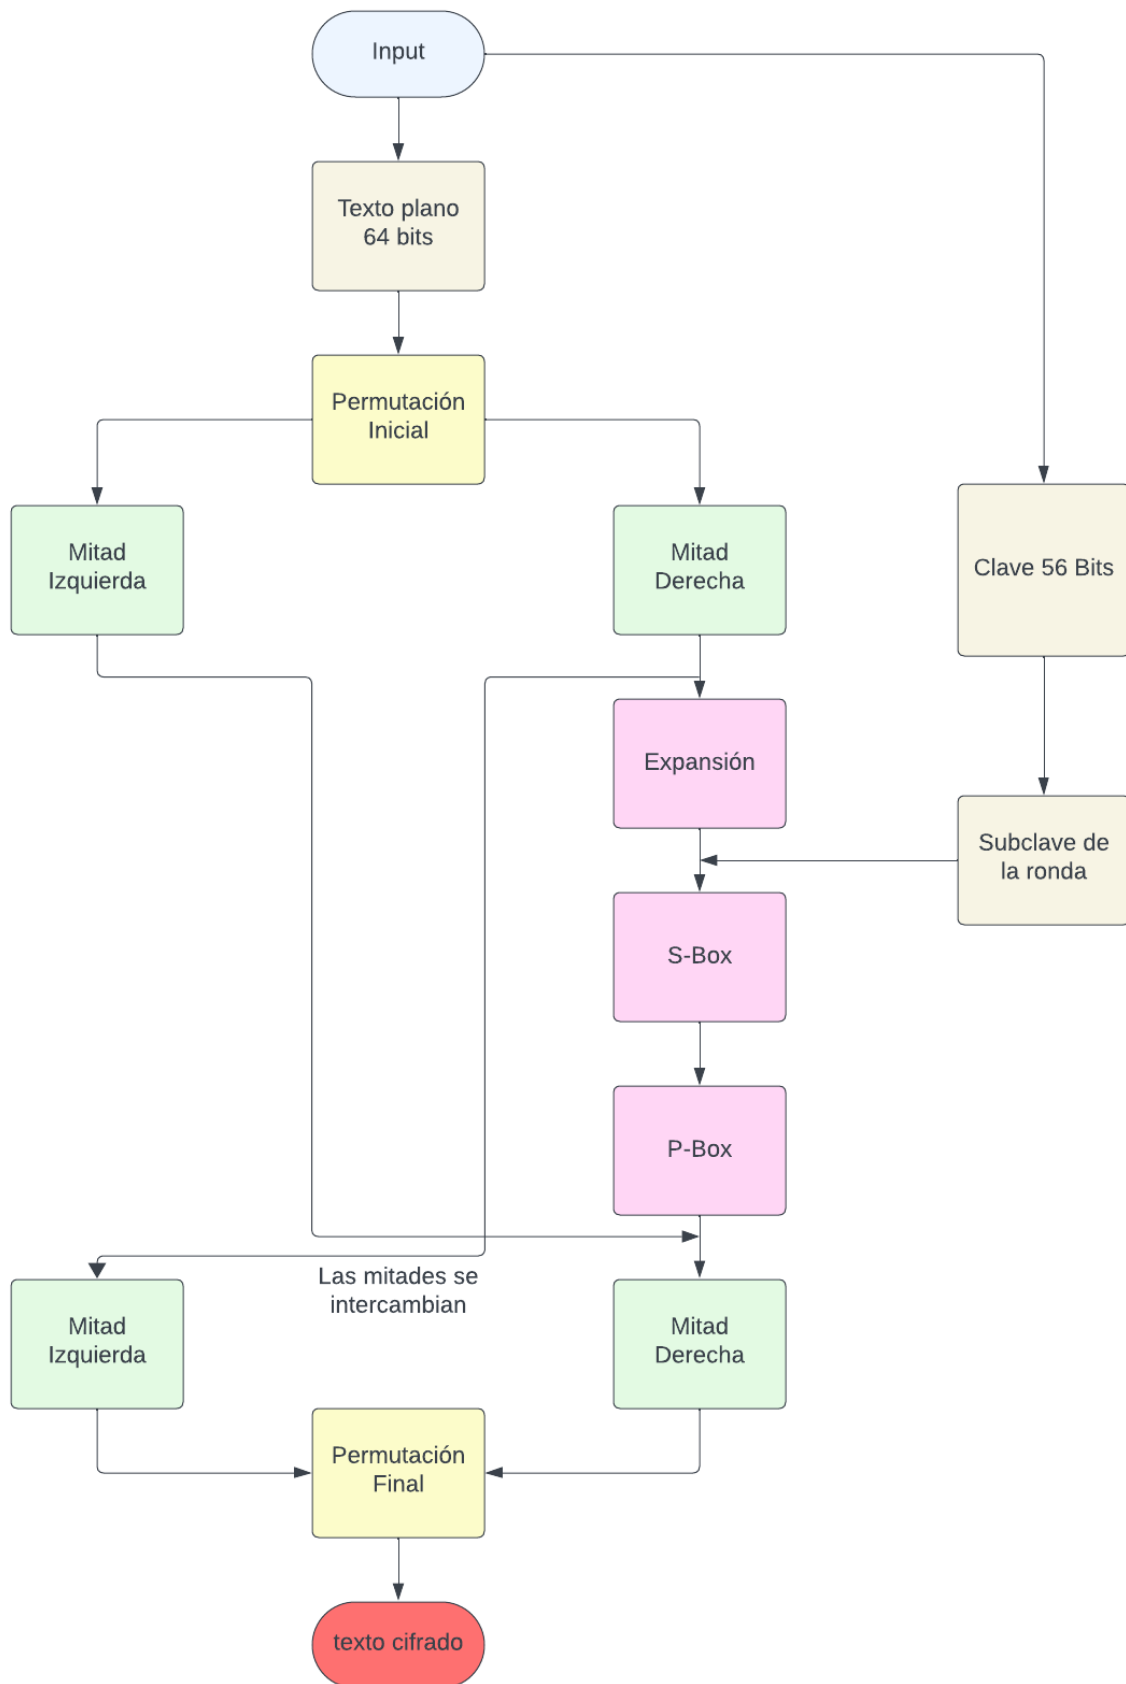 Input
Texto plano
64 bits
Permutación
Inicial
Mitad
Izquierda
Mitad
Derecha
Clave 56 Bits
Expansión
Subclave de
la ronda
S-Box
P-Box
Las mitades se
intercambian
Mitad
Izquierda
Mitad
Derecha
Permutación
Final
texto cifrado